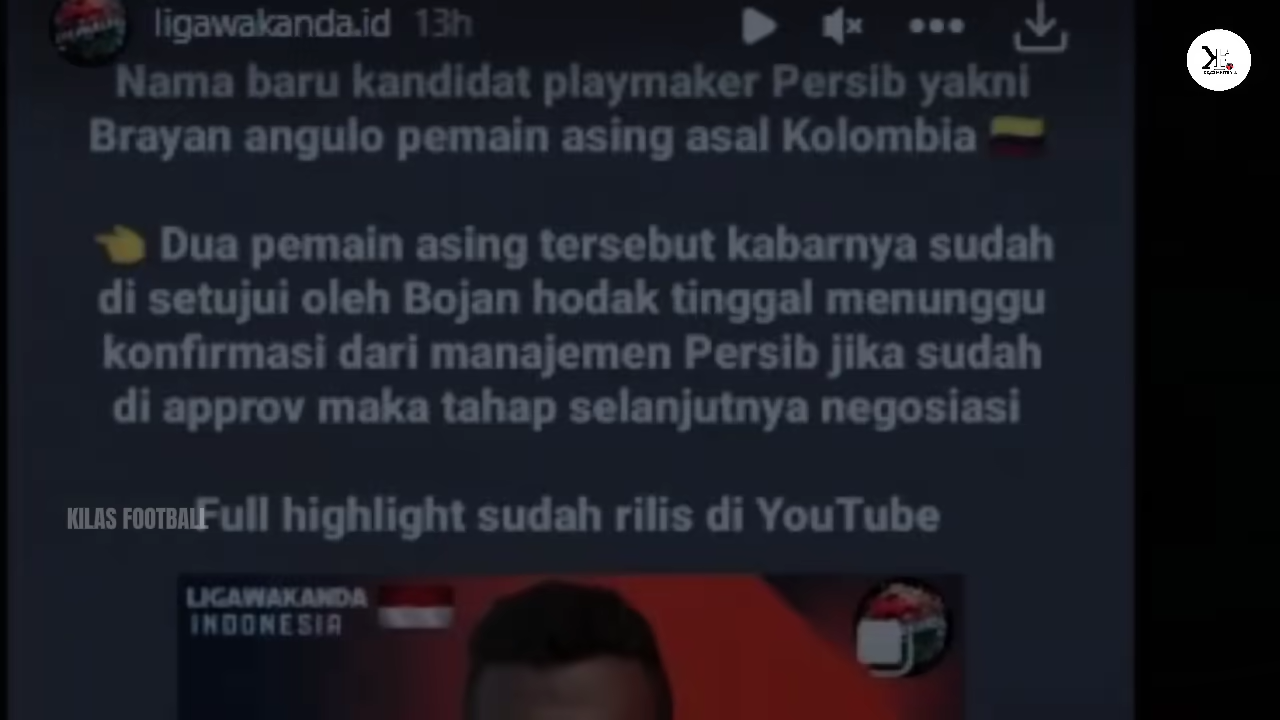 ligawakanda.id 13h
Nama baru kandidat playmaker Persib yakni
Brayan angulo pemain asing asal Kolombia 🇨🇴
👈 Dua pemain asing tersebut kabarnya sudah
di setujui oleh Bojan hodak tinggal menunggu
konfirmasi dari manajemen Persib jika sudah
di approv maka tahap selanjutnya negosiasi
KILAS FOOTBALL
Full highlight sudah rilis di YouTube
LIGAWAKANDA
INDONESIA